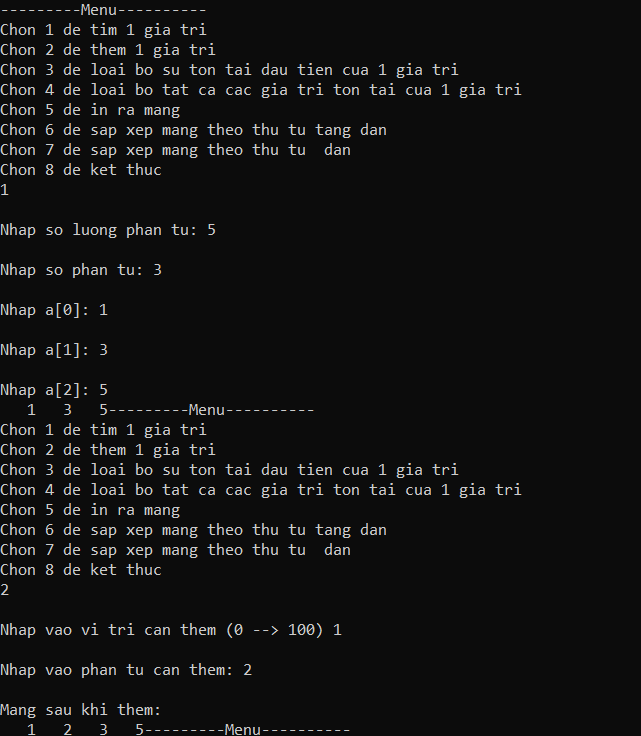 ---------Menu----------
Chon 1 de tim 1 gia tri
Chon 2 de them 1 gia tri
Chon 3 de loai bo su ton tai dau tien cua 1 gia tri
Chon 4 de loai bo tat ca cac gia tri ton tai cua 1 gia tri
Chon 5 de in ra mang
Chon 6 de sap xep mang theo thu tu tang dan
Chon 7 de sap xep mang theo thu tu  dan
Chon 8 de ket thuc
1
Nhap so luong phan tu: 5
Nhap so phan tu: 3
Nhap a[0]: 1
Nhap a[1]: 3
Nhap a[2]: 5
   1   3   5---------Menu----------
Chon 1 de tim 1 gia tri
Chon 2 de them 1 gia tri
Chon 3 de loai bo su ton tai dau tien cua 1 gia tri
Chon 4 de loai bo tat ca cac gia tri ton tai cua 1 gia tri
Chon 5 de in ra mang
Chon 6 de sap xep mang theo thu tu tang dan
Chon 7 de sap xep mang theo thu tu  dan
Chon 8 de ket thuc
2
Nhap vao vi tri can them (0 --> 100) 1
Nhap vao phan tu can them: 2
Mang sau khi them:
   1   2   3   5---------Menu----------